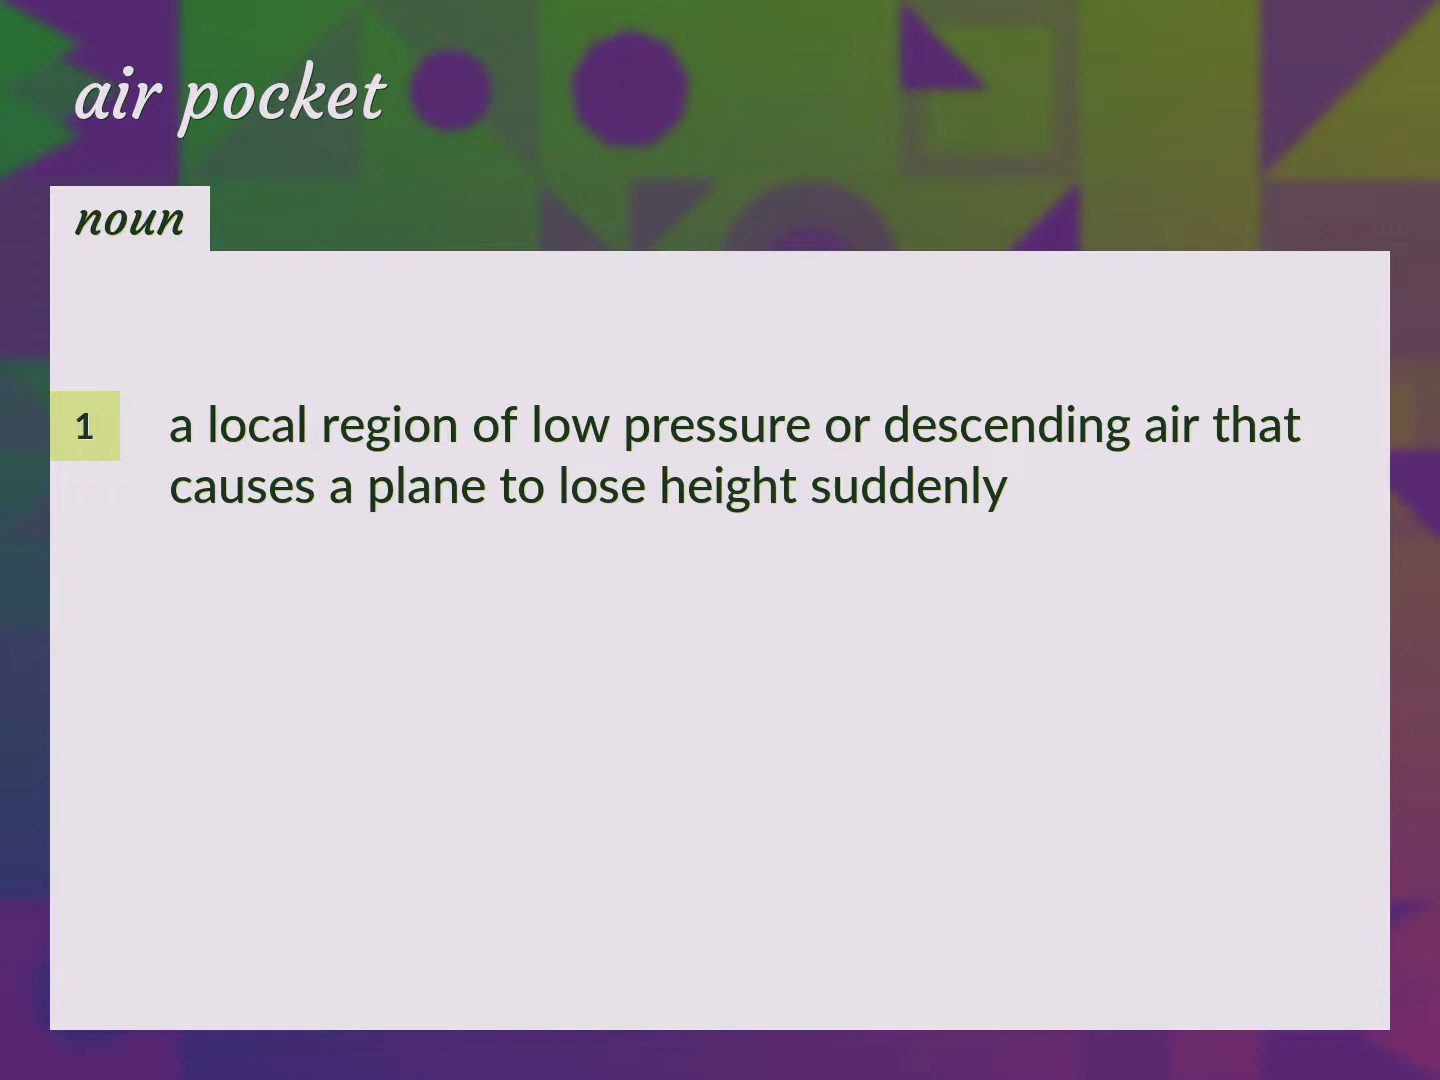 air pocket
noun
1
a local region of low pressure or descending air that
causes a plane to lose height suddenly